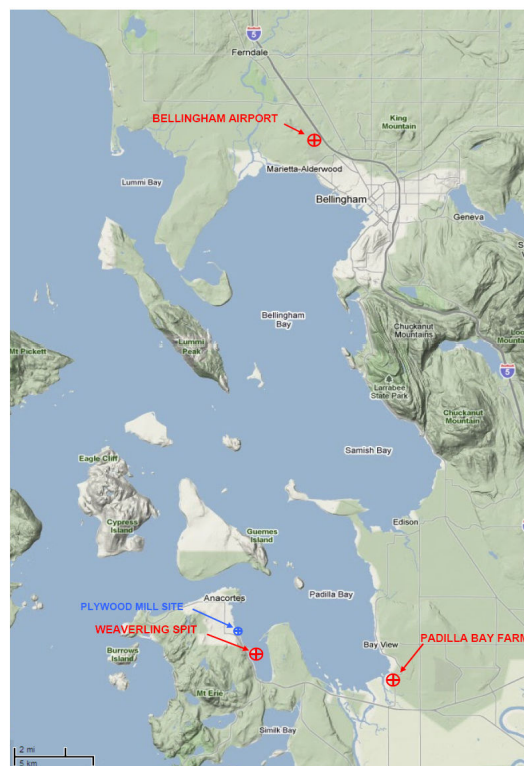 5
Ferndale
BELLINGHAM AIRPORT
King
Mountain
Marietta-Alderwood
Lummi Bay
Bellingham
Geneva
Bellingham
Bay
Chuckanut
Mountains
Mt Pickett
Lummi
Peak
5
Larrabee
State Park
Chuckanut
Mountain
Samish Bay
Eagle Cliff
Cypress
Island
Edison
Guemes
Island
Padilla Bay
Anacortes
PLYWOOD MILL SITE
WEAVERLING SPIT
Bay View
PADILLA BAY FARM
Burrows
Island
Mt Erie
Similk Bay
2 mi
5 km